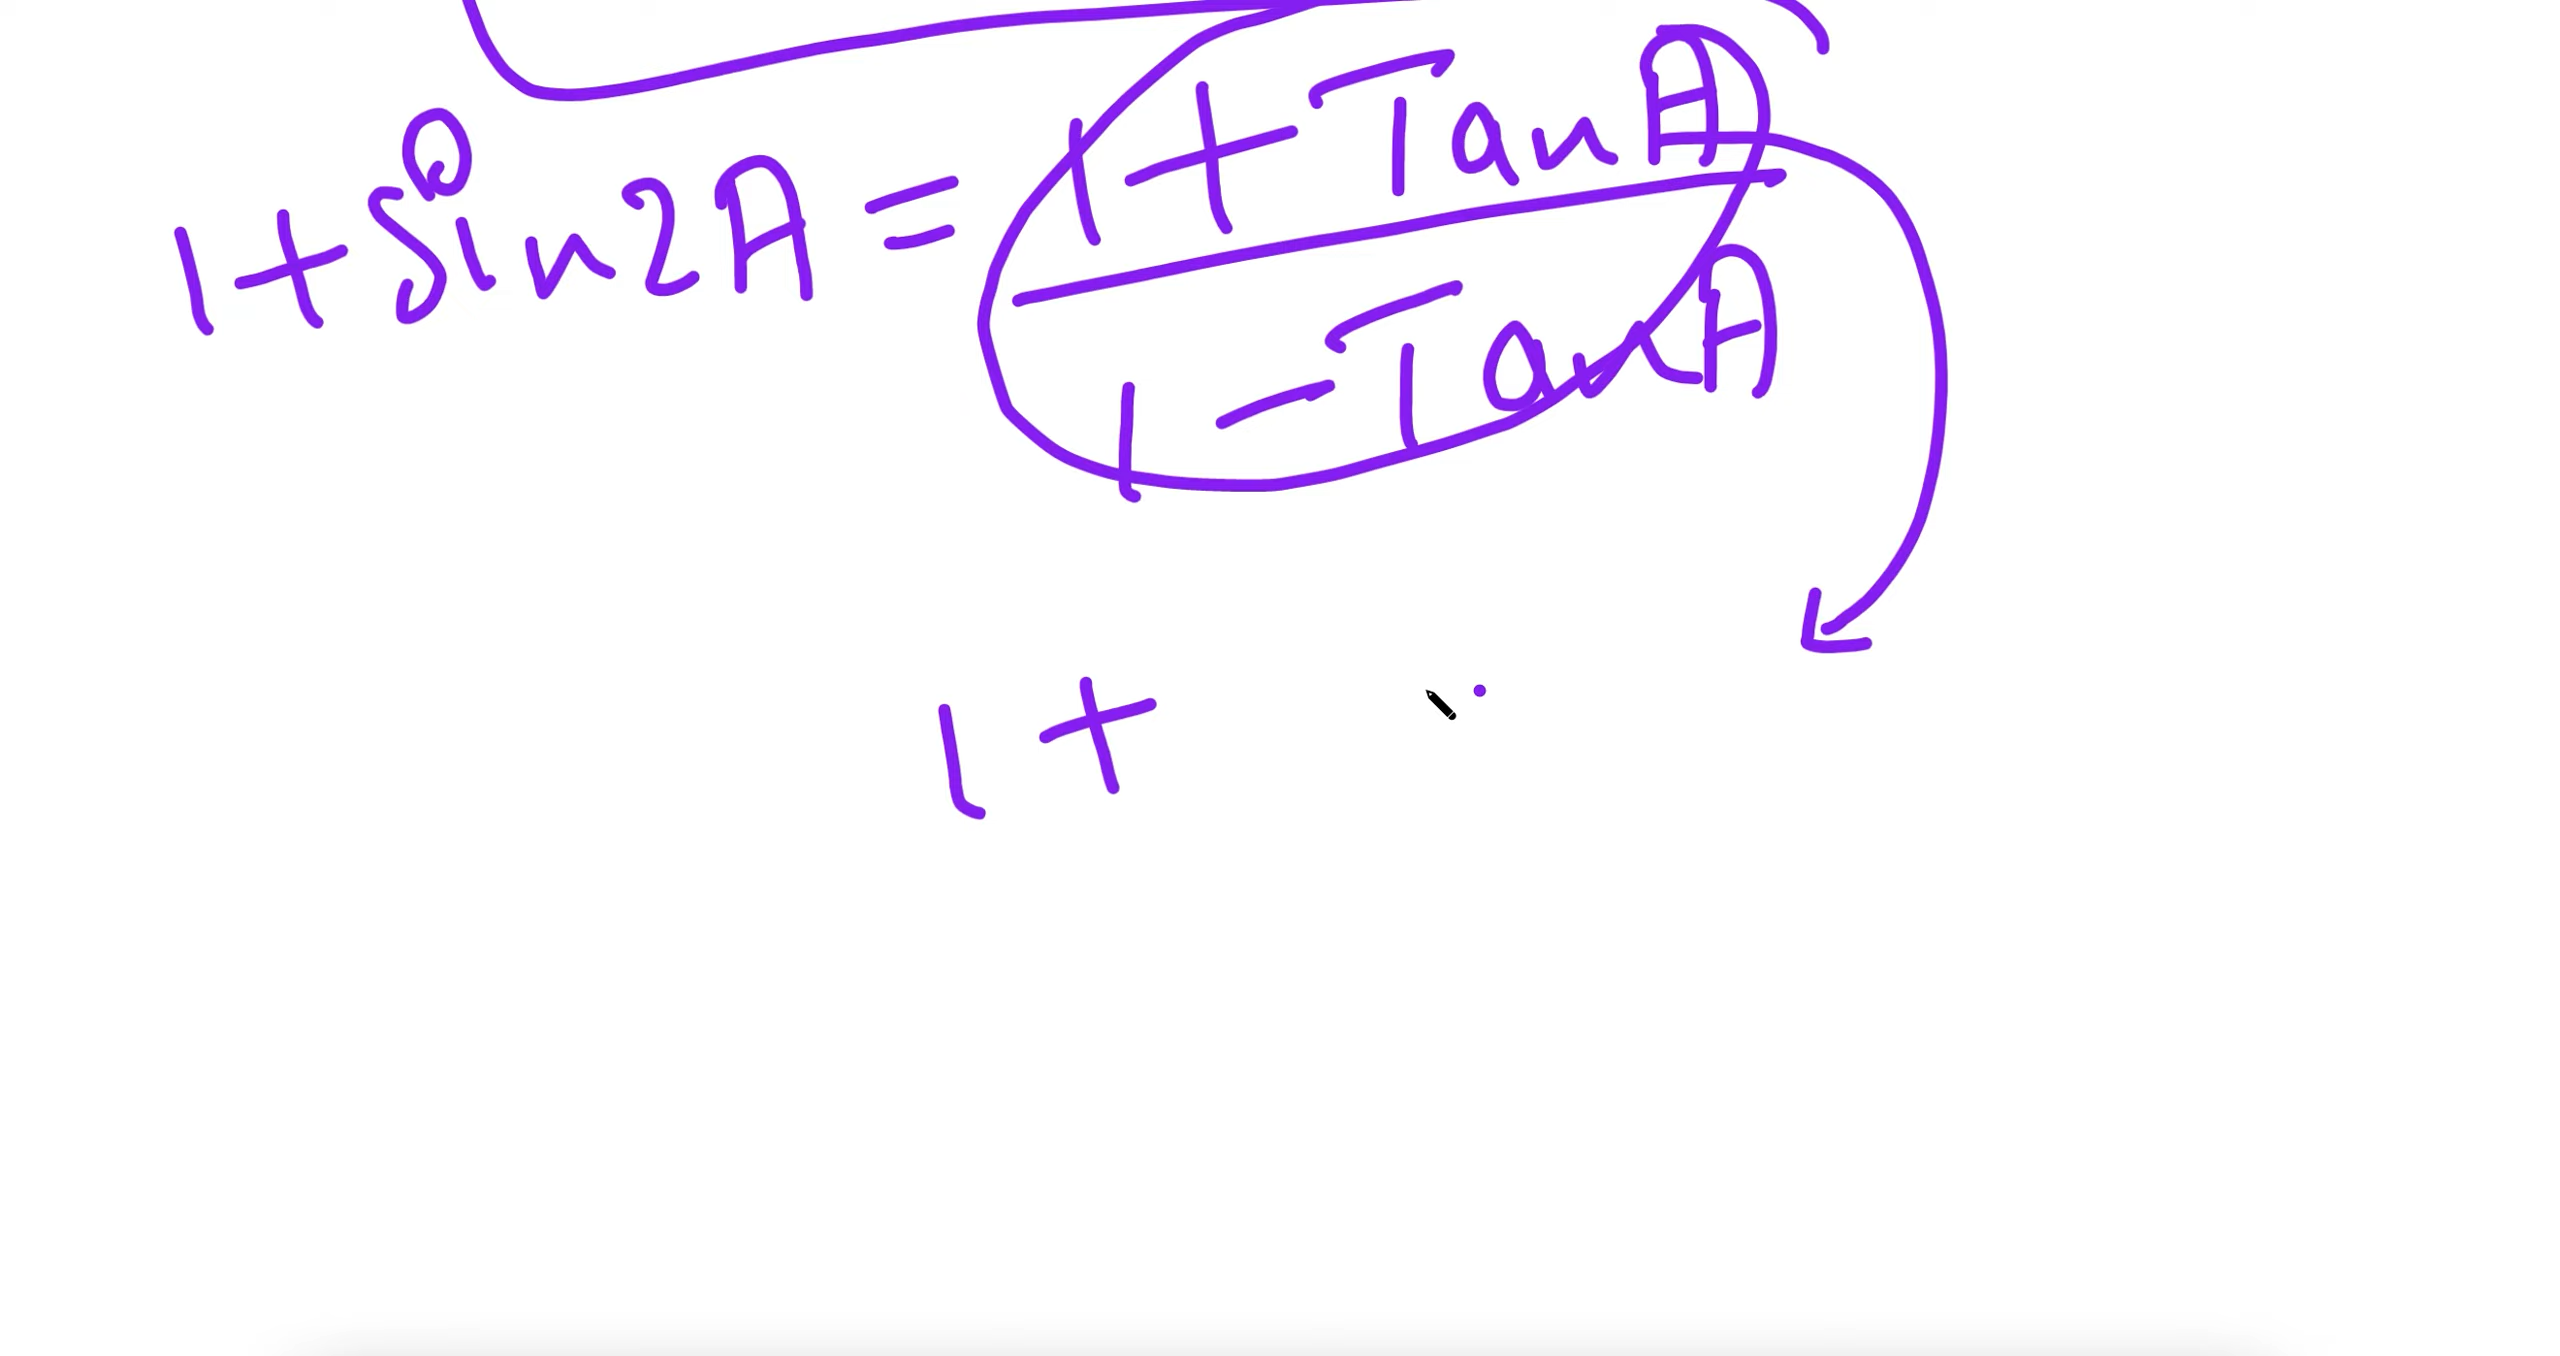 1 + Sin2A = 1 + TanA
1 - TanA
1 +